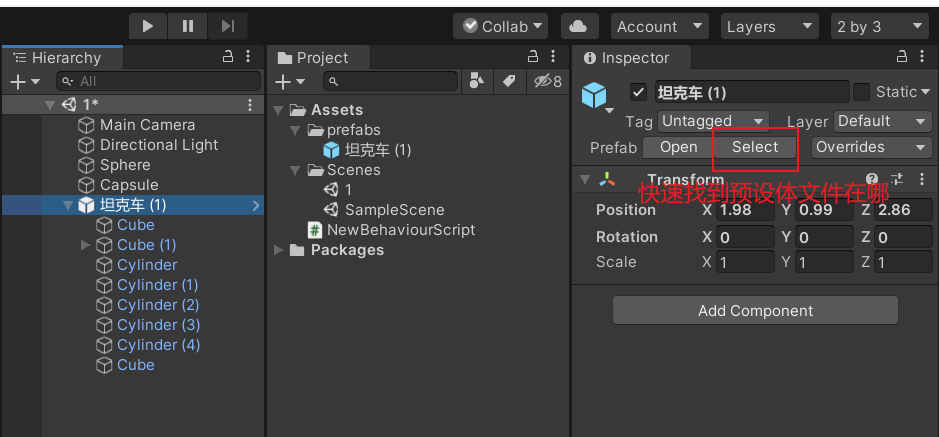 Collab Account Layers 2 by 3
Hierarchy
All
1*
Main Camera
Directional Light
Sphere
Capsule
坦克车 (1)
Cube
Cube (1)
Cylinder
Cylinder (1)
Cylinder (2)
Cylinder (3)
Cylinder (4)
Cube
Project
8
Assets
prefabs
坦克车 (1)
Scenes
1
SampleScene
NewBehaviourScript
Packages
Inspector
坦克车 (1) Static
Tag Untagged Layer Default
Prefab Open Select Overrides
Transform
快速找到预设体文件在哪
Position X 1.98 Y 0.99 Z 2.86
Rotation X 0 Y 0 Z 0
Scale X 1 Y 1 Z 1
Add Component